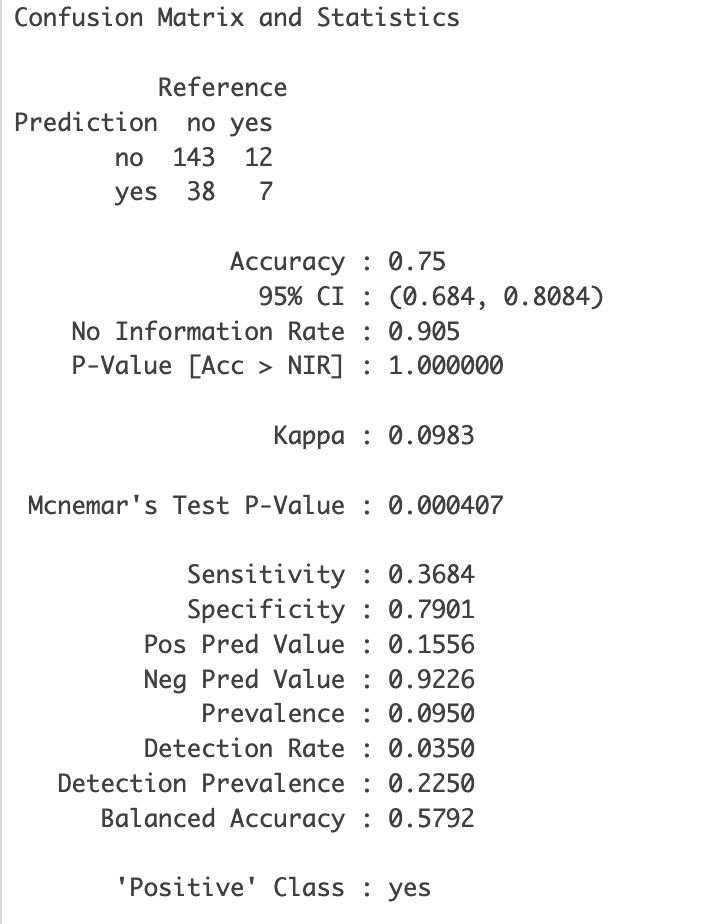 Confusion Matrix and Statistics
Reference
Prediction no yes
no 143 12
yes 38 7
Accuracy : 0.75
95% CI : (0.684, 0.8084)
No Information Rate : 0.905
P-Value [Acc > NIR] : 1.000000
Kappa : 0.0983
Mcnemar's Test P-Value : 0.000407
Sensitivity : 0.3684
Specificity : 0.7901
Pos Pred Value : 0.1556
Neg Pred Value : 0.9226
Prevalence : 0.0950
Detection Rate : 0.0350
Detection Prevalence : 0.2250
Balanced Accuracy : 0.5792
'Positive' Class : yes